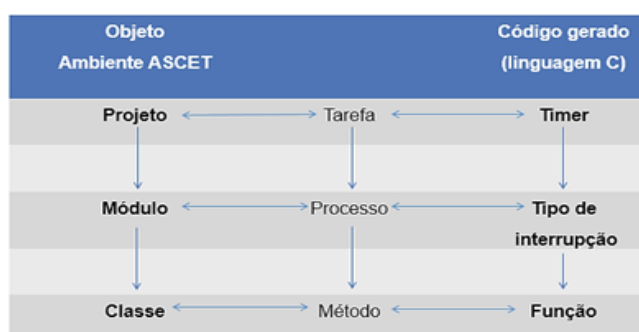 Objeto
Ambiente ASCET
Código gerado
(linguagem C)
Projeto Tarefa Timer
Módulo Processo Tipo de
interrupção
Classe Método Função